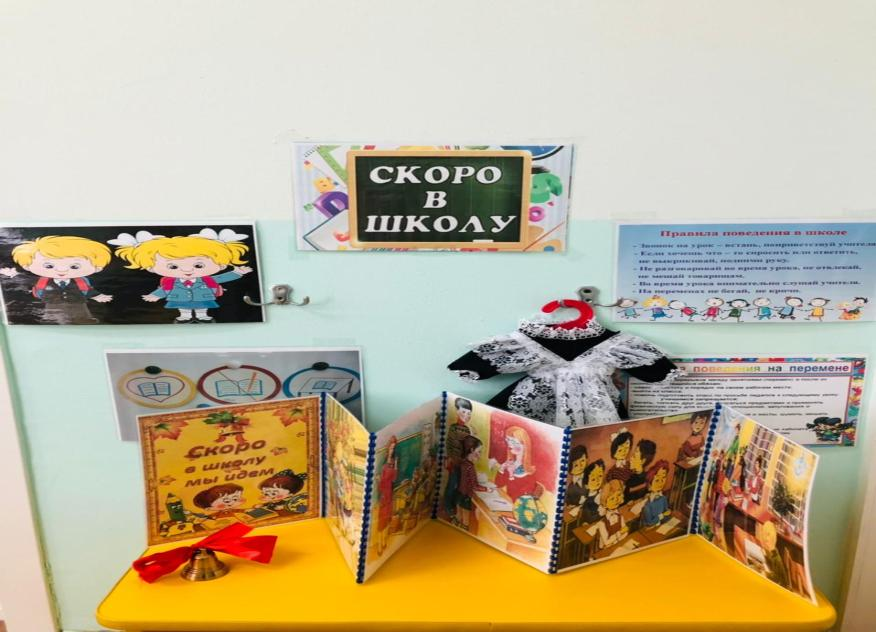 СКОРО
В
ШКОЛУ
Правила поведения в школе
- Звонок на урок – встань, поприветствуй учителя
- Если хочешь что – то спросить или ответить,
не выкрикивай, подними руку.
- Не разговаривай во время урока, не отвлекай,
не мешай товарищам.
- Во время урока внимательно слушай учителя.
- На переменах не бегай, не кричи.
поведения на перемене
Скоро
в школу
мы идем